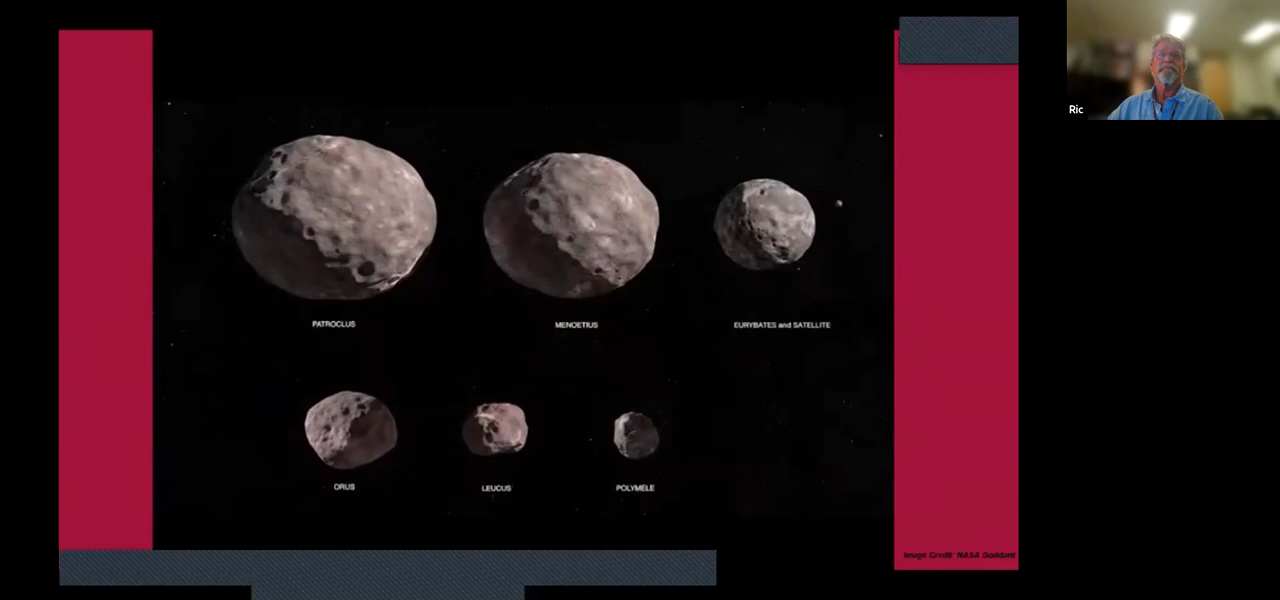 Ric
PATROCLUS
MENOETIUS
EURYBATES and SATELLITE
ORUS
LEUCUS
POLYMELE
Image Credit: NASA Goddard